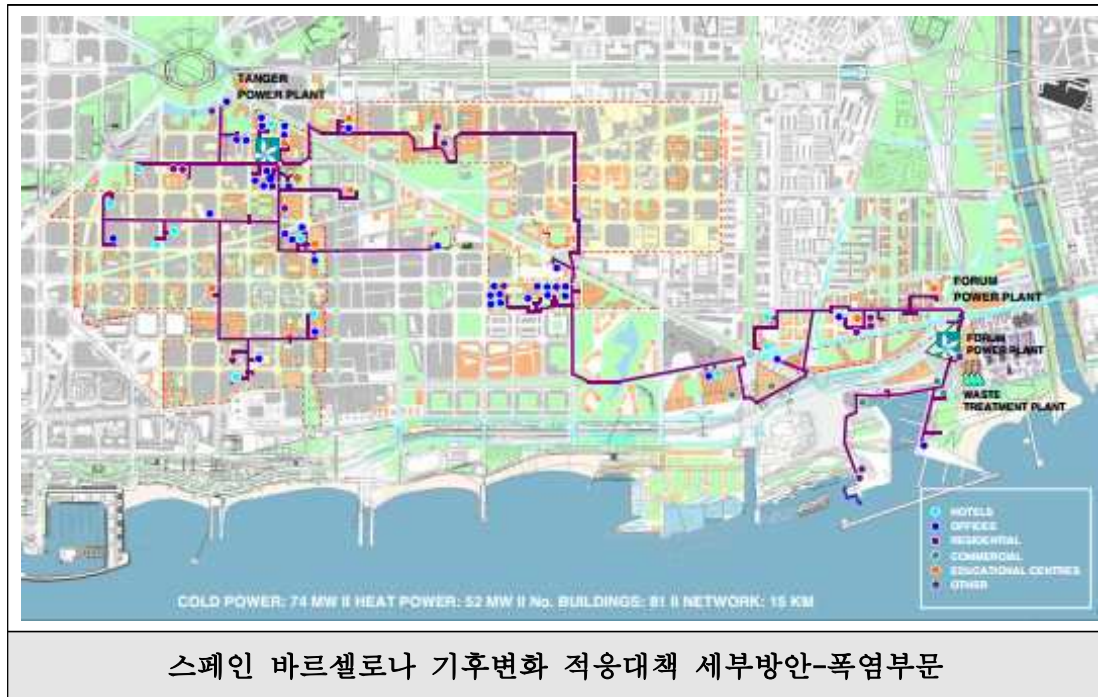 TANGER
POWER PLANT
FORUM
POWER PLANT
FORUM
POWER PLANT
WASTE
TREATMENT PLANT
HOTELS
OFFICES
RESIDENTIAL
COMMERCIAL
EDUCATIONAL CENTRES
OTHER
COLD POWER: 74 MW II HEAT POWER: 52 MW II No. BUILDINGS: 81 II NETWORK: 15 KM
스페인 바르셀로나 기후변화 적응대책 세부방안-폭염부문